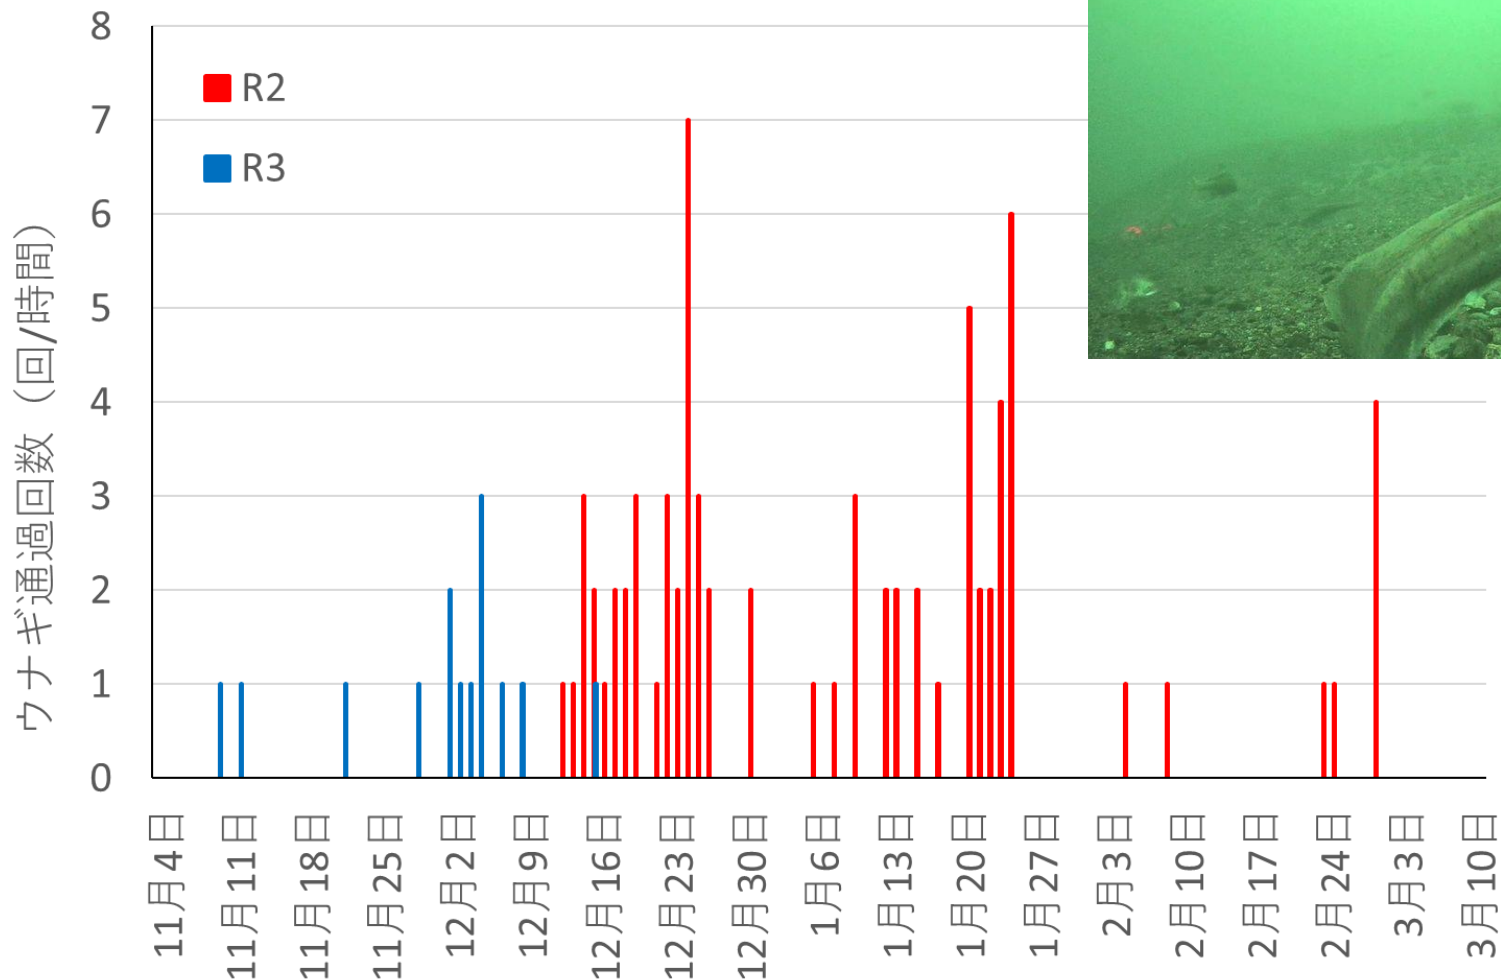 ウナギ通過回数（回/時間）
8
7
6
5
4
3
2
1
0
R2
R3
11月4日
11月11日
11月18日
11月25日
12月2日
12月9日
12月16日
12月23日
12月30日
1月6日
1月13日
1月20日
1月27日
2月3日
2月10日
2月17日
2月24日
3月3日
3月10日